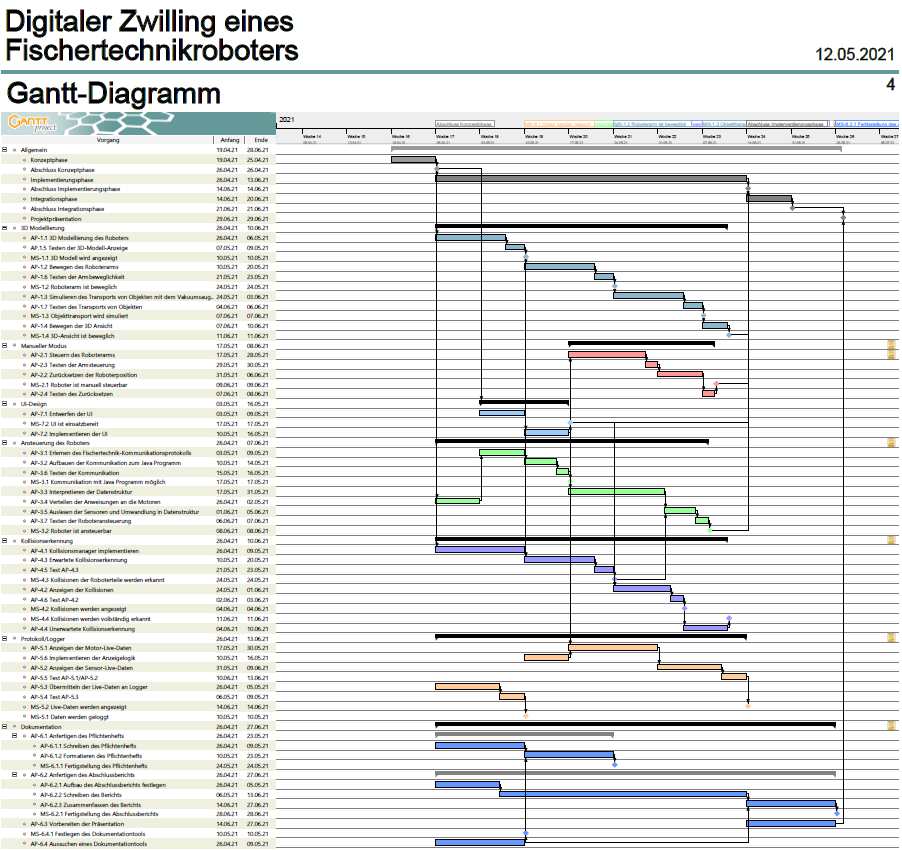 Digitaler Zwilling eines
Fischertechnikroboters
12.05.2021
Gantt-Diagramm
4
GANTT project
2021
Abschluss Konzeptphase
Abschluss Implementierungsphase
Vorgang Anfang Ende
Woche 14 Woche 15 Woche 16 Woche 17 Woche 18 Woche 19 Woche 20 Woche 21 Woche 22 Woche 23 Woche 24 Woche 25 Woche 26 Woche 27
Allgemein 19.04.21 28.06.21
Konzeptphase 19.04.21 25.04.21
Abschluss Konzeptphase 26.04.21 26.04.21
Implementierungsphase 26.04.21 13.06.21
Abschluss Implementierungsphase 14.06.21 14.06.21
Integrationsphase 14.06.21 20.06.21
Abschluss Integrationsphase 21.06.21 21.06.21
Projektpräsentation 29.06.21 29.06.21
3D Modellierung 26.04.21 10.06.21
AP-1.1 3D Modellierung des Roboters 26.04.21 06.05.21
AP-1.5 Testen der 3D-Modell-Anzeige 07.05.21 09.05.21
MS-1.1 3D Modell wird angezeigt 10.05.21 10.05.21
AP-1.2 Bewegen des Roboterarms 10.05.21 20.05.21
AP-1.6 Testen der Armbeweglichkeit 21.05.21 23.05.21
MS-1.2 Roboterarm ist beweglich 24.05.21 24.05.21
AP-1.3 Simulieren des Transports von Objekten mit dem Vakuumsaug... 24.05.21 03.06.21
AP-1.7 Testen des Transports von Objekten 04.06.21 06.06.21
MS-1.3 Objekttransport wird simuliert 07.06.21 07.06.21
AP-1.4 Bewegen der 3D Ansicht 07.06.21 10.06.21
MS-1.4 3D-Ansicht ist beweglich 11.06.21 11.06.21
Manueller Modus 17.05.21 08.06.21
AP-2.1 Steuern des Roboterarms 17.05.21 28.05.21
AP-2.3 Testen der Armsteuerung 29.05.21 30.05.21
AP-2.2 Zurücksetzen der Roboterposition 31.05.21 06.06.21
MS-2.1 Roboter ist manuell steuerbar 09.06.21 09.06.21
AP-2.4 Testen des Zurücksetzen 07.06.21 08.06.21
UI-Design 03.05.21 16.05.21
AP-7.1 Entwerfen der UI 03.05.21 09.05.21
MS-7.2 UI ist einsatzbereit 17.05.21 17.05.21
AP-7.2 Implementieren der UI 10.05.21 16.05.21
Ansteuerung des Roboters 26.04.21 07.06.21
AP-3.1 Erlernen des Fischertechnik-Kommunikationsprotokolls 03.05.21 09.05.21
AP-3.2 Aufbauen der Kommunikation zum Java Programm 10.05.21 14.05.21
AP-3.6 Testen der Kommunikation 15.05.21 16.05.21
MS-3.1 Kommunikation mit Java Programm möglich 17.05.21 17.05.21
AP-3.3 Interpretieren der Datenstruktur 17.05.21 31.05.21
AP-3.4 Verteilen der Anweisungen an die Motoren 26.04.21 02.05.21
AP-3.5 Auslesen der Sensoren und Umwandlung in Datenstruktur 01.06.21 05.06.21
AP-3.7 Testen der Roboteransteuerung 06.06.21 07.06.21
MS-3.2 Roboter ist ansteuerbar 08.06.21 08.06.21
Kollisionserkennung 26.04.21 10.06.21
AP-4.1 Kollisionsmanager implementieren 26.04.21 09.05.21
AP-4.3 Erwartete Kollisionserkennung 10.05.21 20.05.21
AP-4.5 Test AP-4.3 21.05.21 23.05.21
MS-4.3 Kollisionen der Roboterteile werden erkannt 24.05.21 24.05.21
AP-4.2 Anzeigen der Kollisionen 24.05.21 01.06.21
AP-4.6 Test AP-4.2 02.06.21 03.06.21
MS-4.2 Kollisionen werden angezeigt 04.06.21 04.06.21
MS-4.4 Kollisionen werden vollständig erkannt 11.06.21 11.06.21
AP-4.4 Unerwartete Kollisionserkennung 04.06.21 10.06.21
Protokoll/Logger 26.04.21 13.06.21
AP-5.1 Anzeigen der Motor-Live-Daten 17.05.21 30.05.21
AP-5.6 Implementieren der Anzeigelogik 10.05.21 16.05.21
AP-5.2 Anzeigen der Sensor-Live-Daten 31.05.21 09.06.21
AP-5.5 Test AP-5.1/AP-5.2 10.06.21 13.06.21
AP-5.3 Übermitteln der Live-Daten an Logger 26.04.21 05.05.21
AP-5.4 Test AP-5.3 06.05.21 09.05.21
MS-5.2 Live-Daten werden angezeigt 14.06.21 14.06.21
MS-5.1 Daten werden geloggt 10.05.21 10.05.21
Dokumentation 26.04.21 27.06.21
AP-6.1 Anfertigen des Pflichtenhefts 26.04.21 23.05.21
AP-6.1.1 Schreiben des Pflichtenhefts 26.04.21 09.05.21
AP-6.1.2 Formatieren des Pflichtenhefts 10.05.21 23.05.21
MS-6.1.1 Fertigstellung des Pflichtenhefts 24.05.21 24.05.21
AP-6.2 Anfertigen des Abschlussberichts 26.04.21 27.06.21
AP-6.2.1 Aufbau des Abschlussberichts festlegen 26.04.21 05.05.21
AP-6.2.2 Schreiben des Berichts 06.05.21 13.06.21
AP-6.2.3 Zusammenfassen des Berichts 14.06.21 27.06.21
MS-6.2.1 Fertigstellung des Abschlussberichts 28.06.21 28.06.21
AP-6.3 Vorbereiten der Präsentation 14.06.21 27.06.21
MS-6.4.1 Festlegen des Dokumentationtools 10.05.21 10.05.21
AP-6.4 Aussuchen eines Dokumentationtools 26.04.21 09.05.21